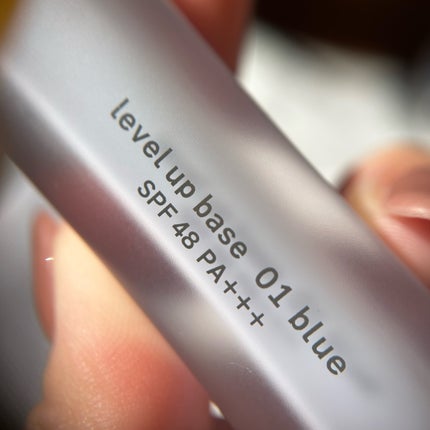 level up base 01 blue
SPF 48 PA+++